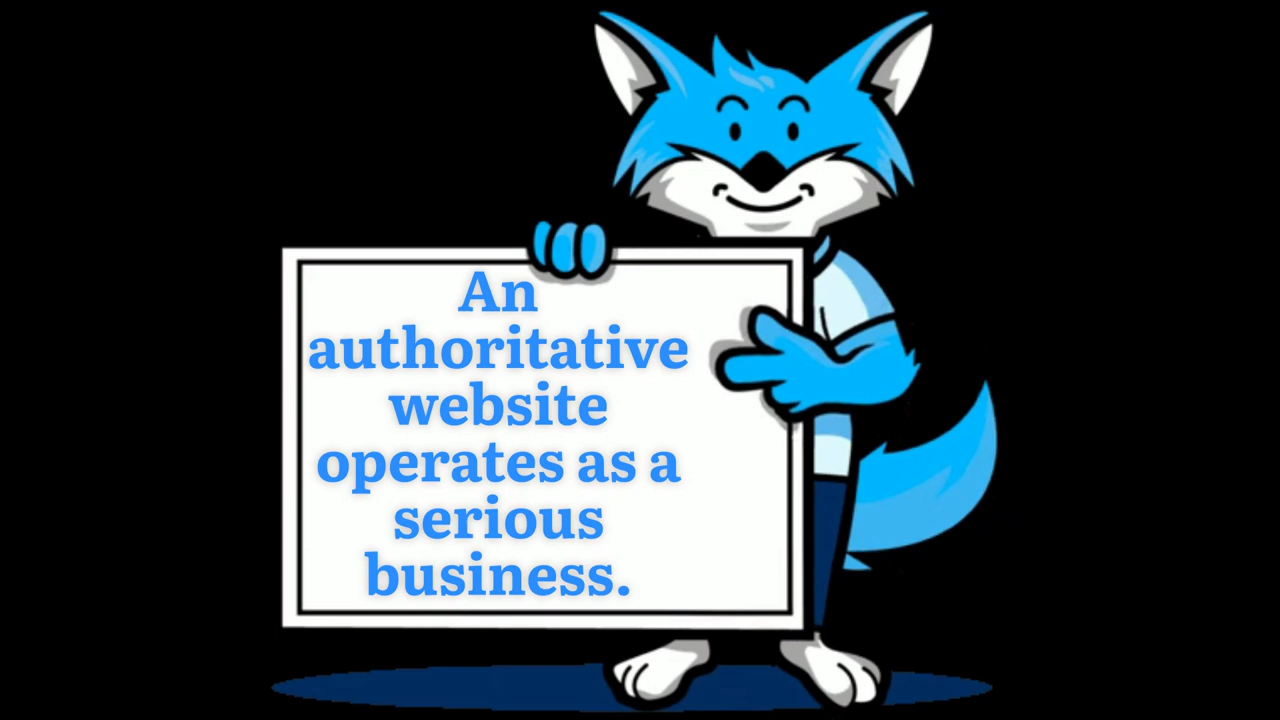 An
authoritative
website
operates as a
serious
business.